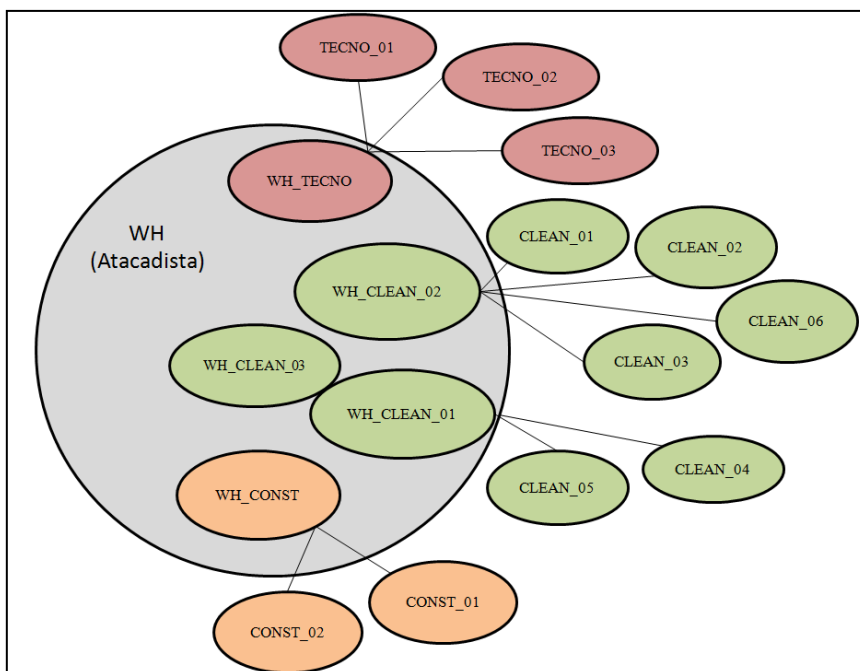 TECNO_01
TECNO_02
TECNO_03
WH_TECNO
WH
(Atacadista)
CLEAN_01
CLEAN_02
WH_CLEAN_02
CLEAN_06
CLEAN_03
WH_CLEAN_03
WH_CLEAN_01
CLEAN_04
CLEAN_05
WH_CONST
CONST_01
CONST_02